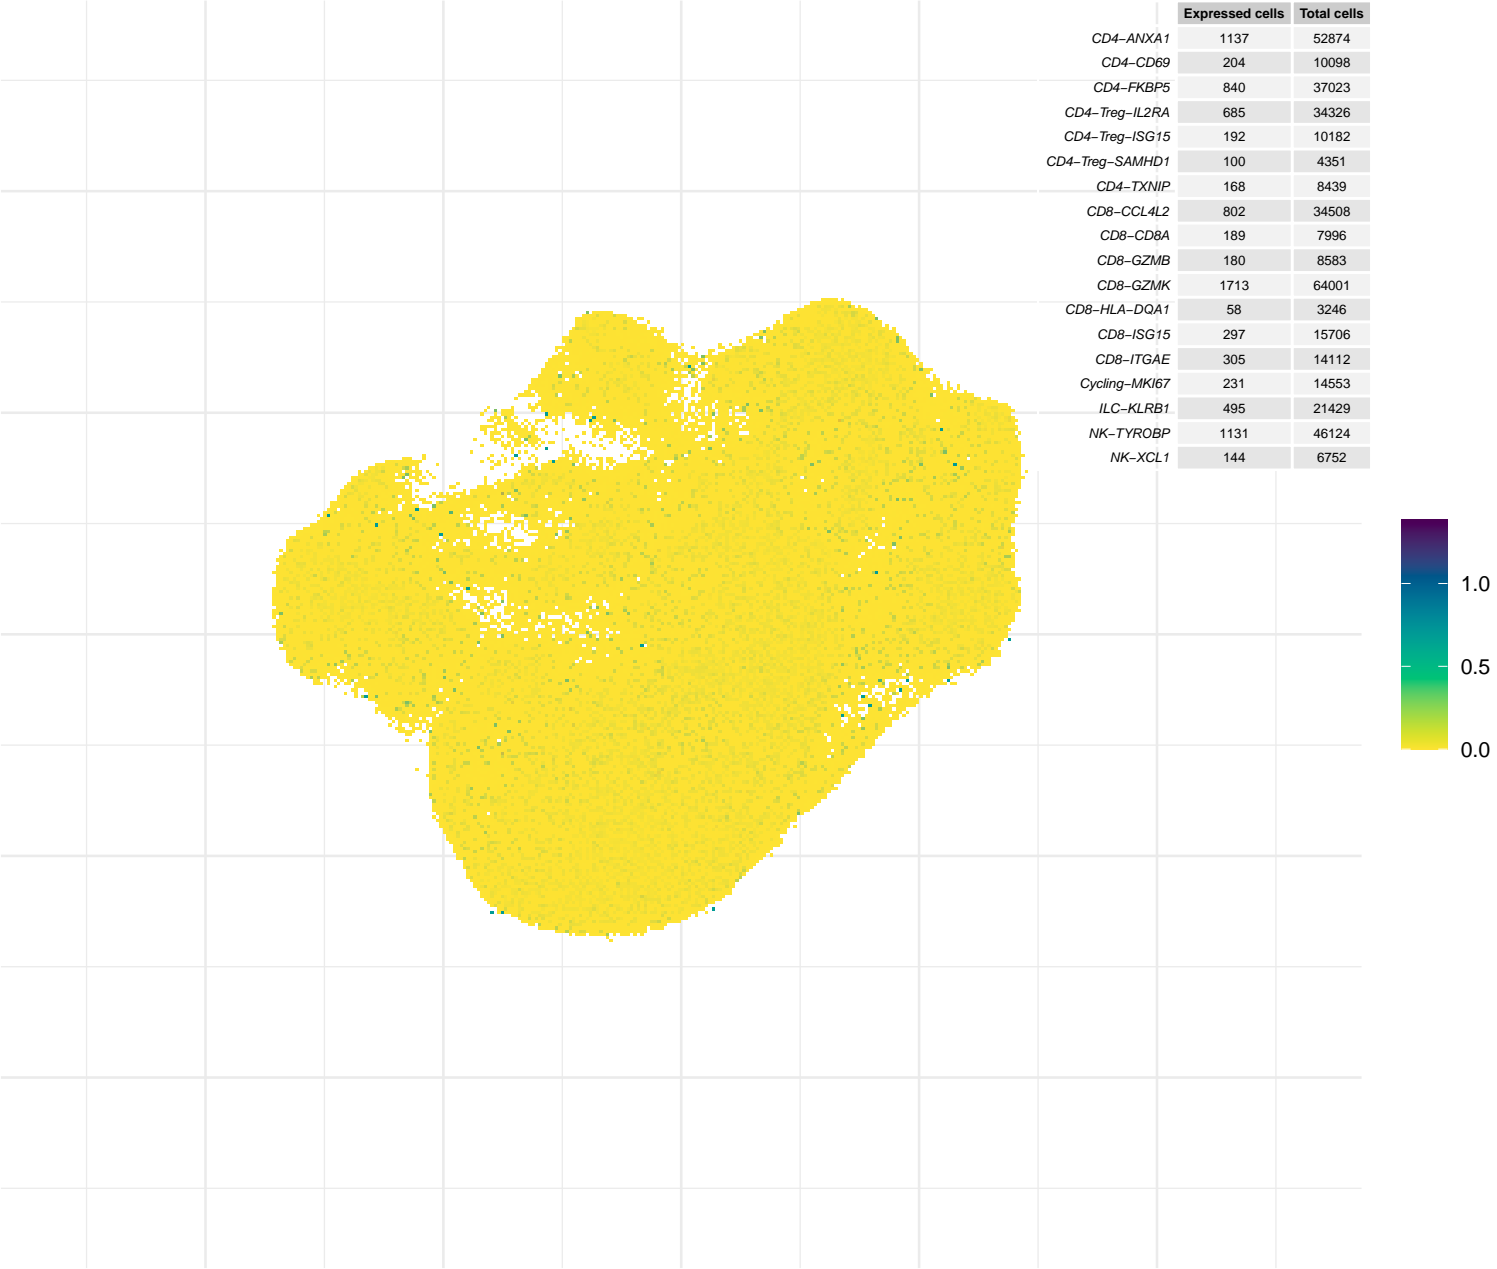 Expressed cells Total cells
CD4−ANXA1 1137 52874
CD4−CD69 204 10098
CD4−FKBP5 840 37023
CD4−Treg−IL2RA 685 34326
CD4−Treg−ISG15 192 10182
CD4−Treg−SAMHD1 100 4351
CD4−TXNIP 168 8439
CD8−CCL4L2 802 34508
CD8−CD8A 189 7996
CD8−GZMB 180 8583
CD8−GZMK 1713 64001
CD8−HLA−DQA1 58 3246
CD8−ISG15 297 15706
CD8−ITGAE 305 14112
Cycling−MKI67 231 14553
ILC−KLRB1 495 21429
NK−TYROBP 1131 46124
NK−XCL1 144 6752
1.0
0.5
0.0